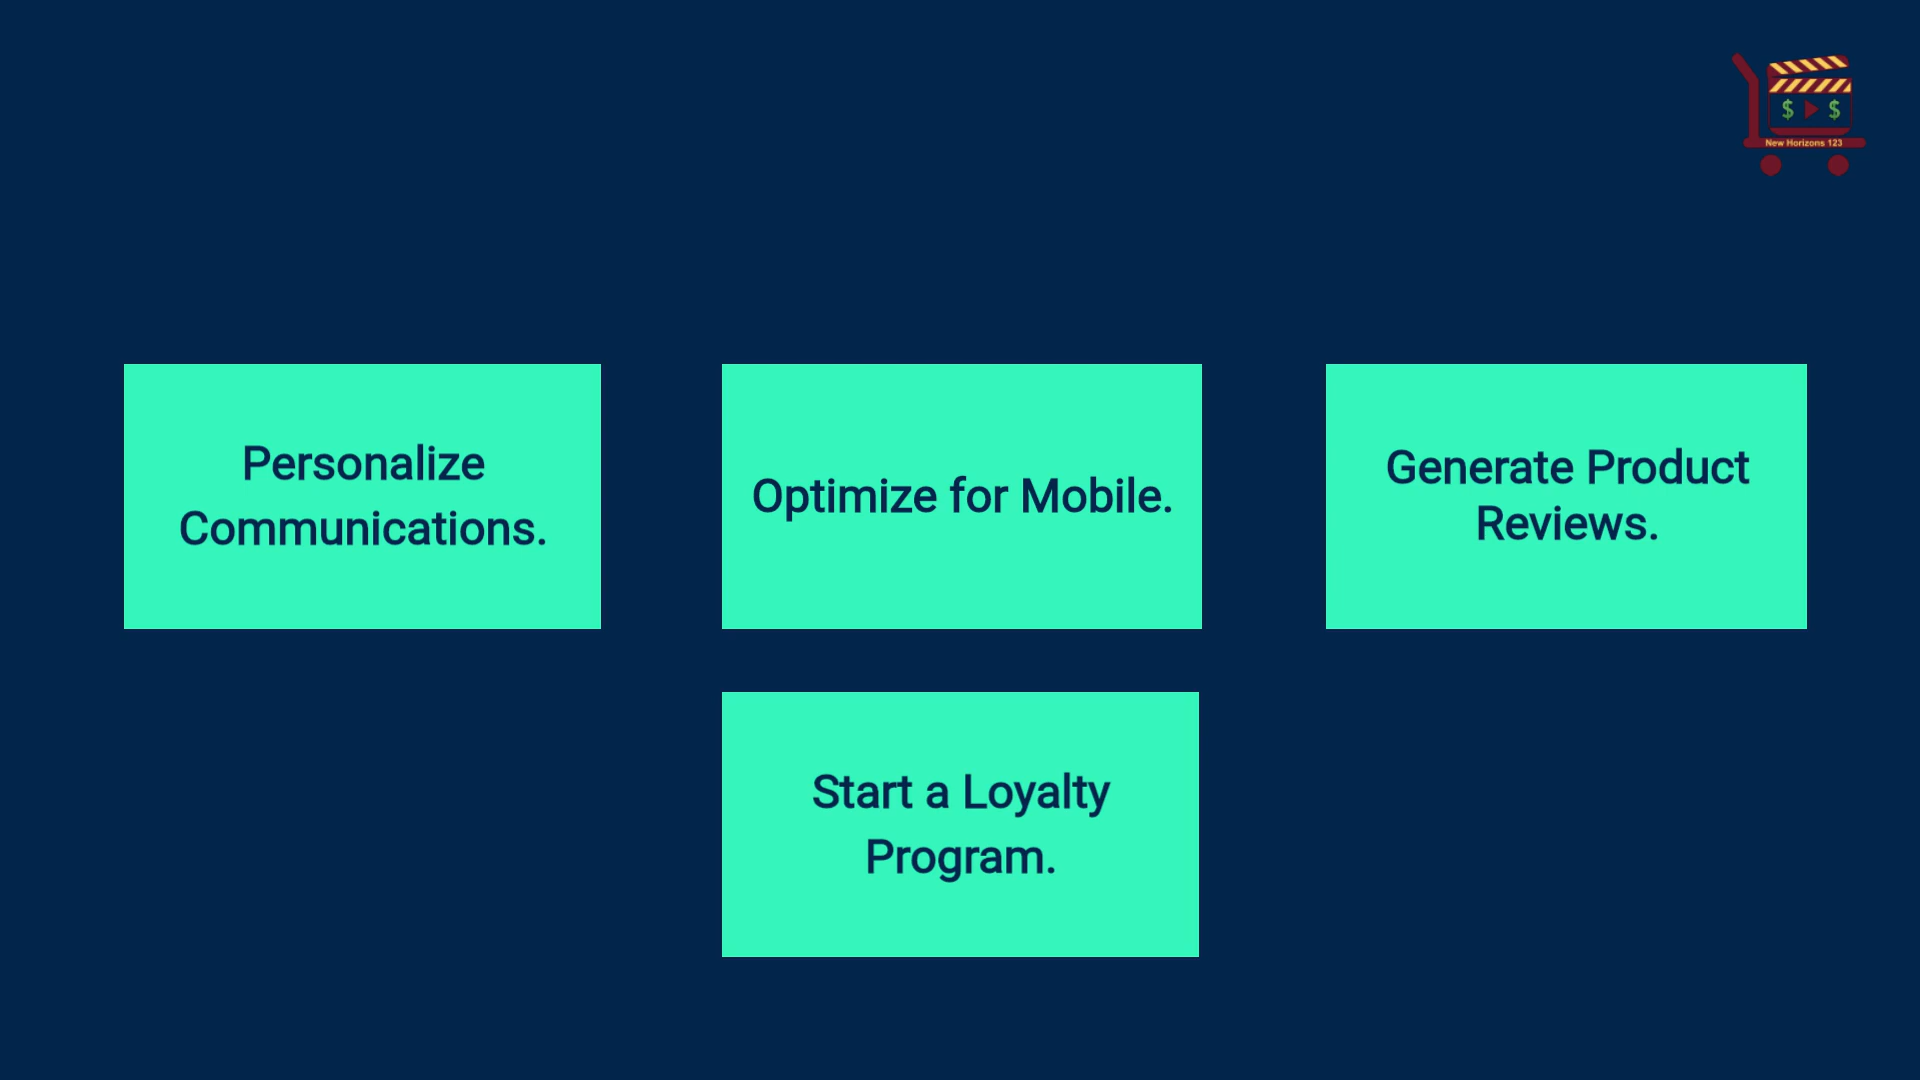 $ $
New Horizons 123
Personalize
Communications.
Optimize for Mobile.
Generate Product
Reviews.
Start a Loyalty
Program.